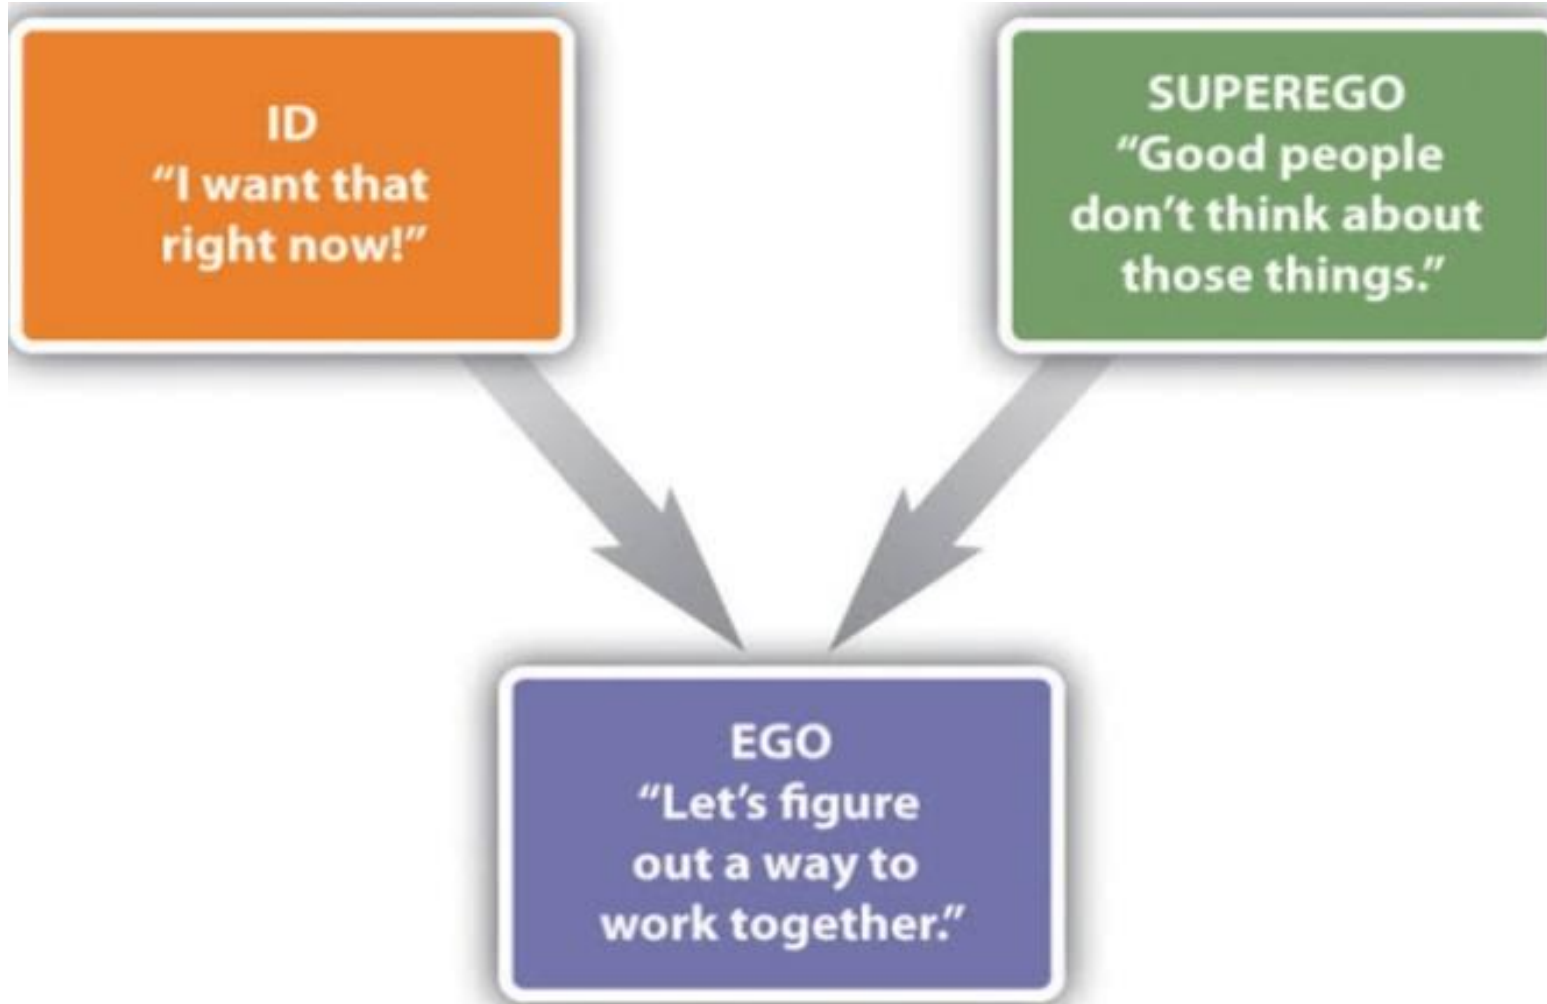 ID
“I want that
right now!”
SUPEREGO
“Good people
don’t think about
those things.”
EGO
“Let’s figure
out a way to
work together.”